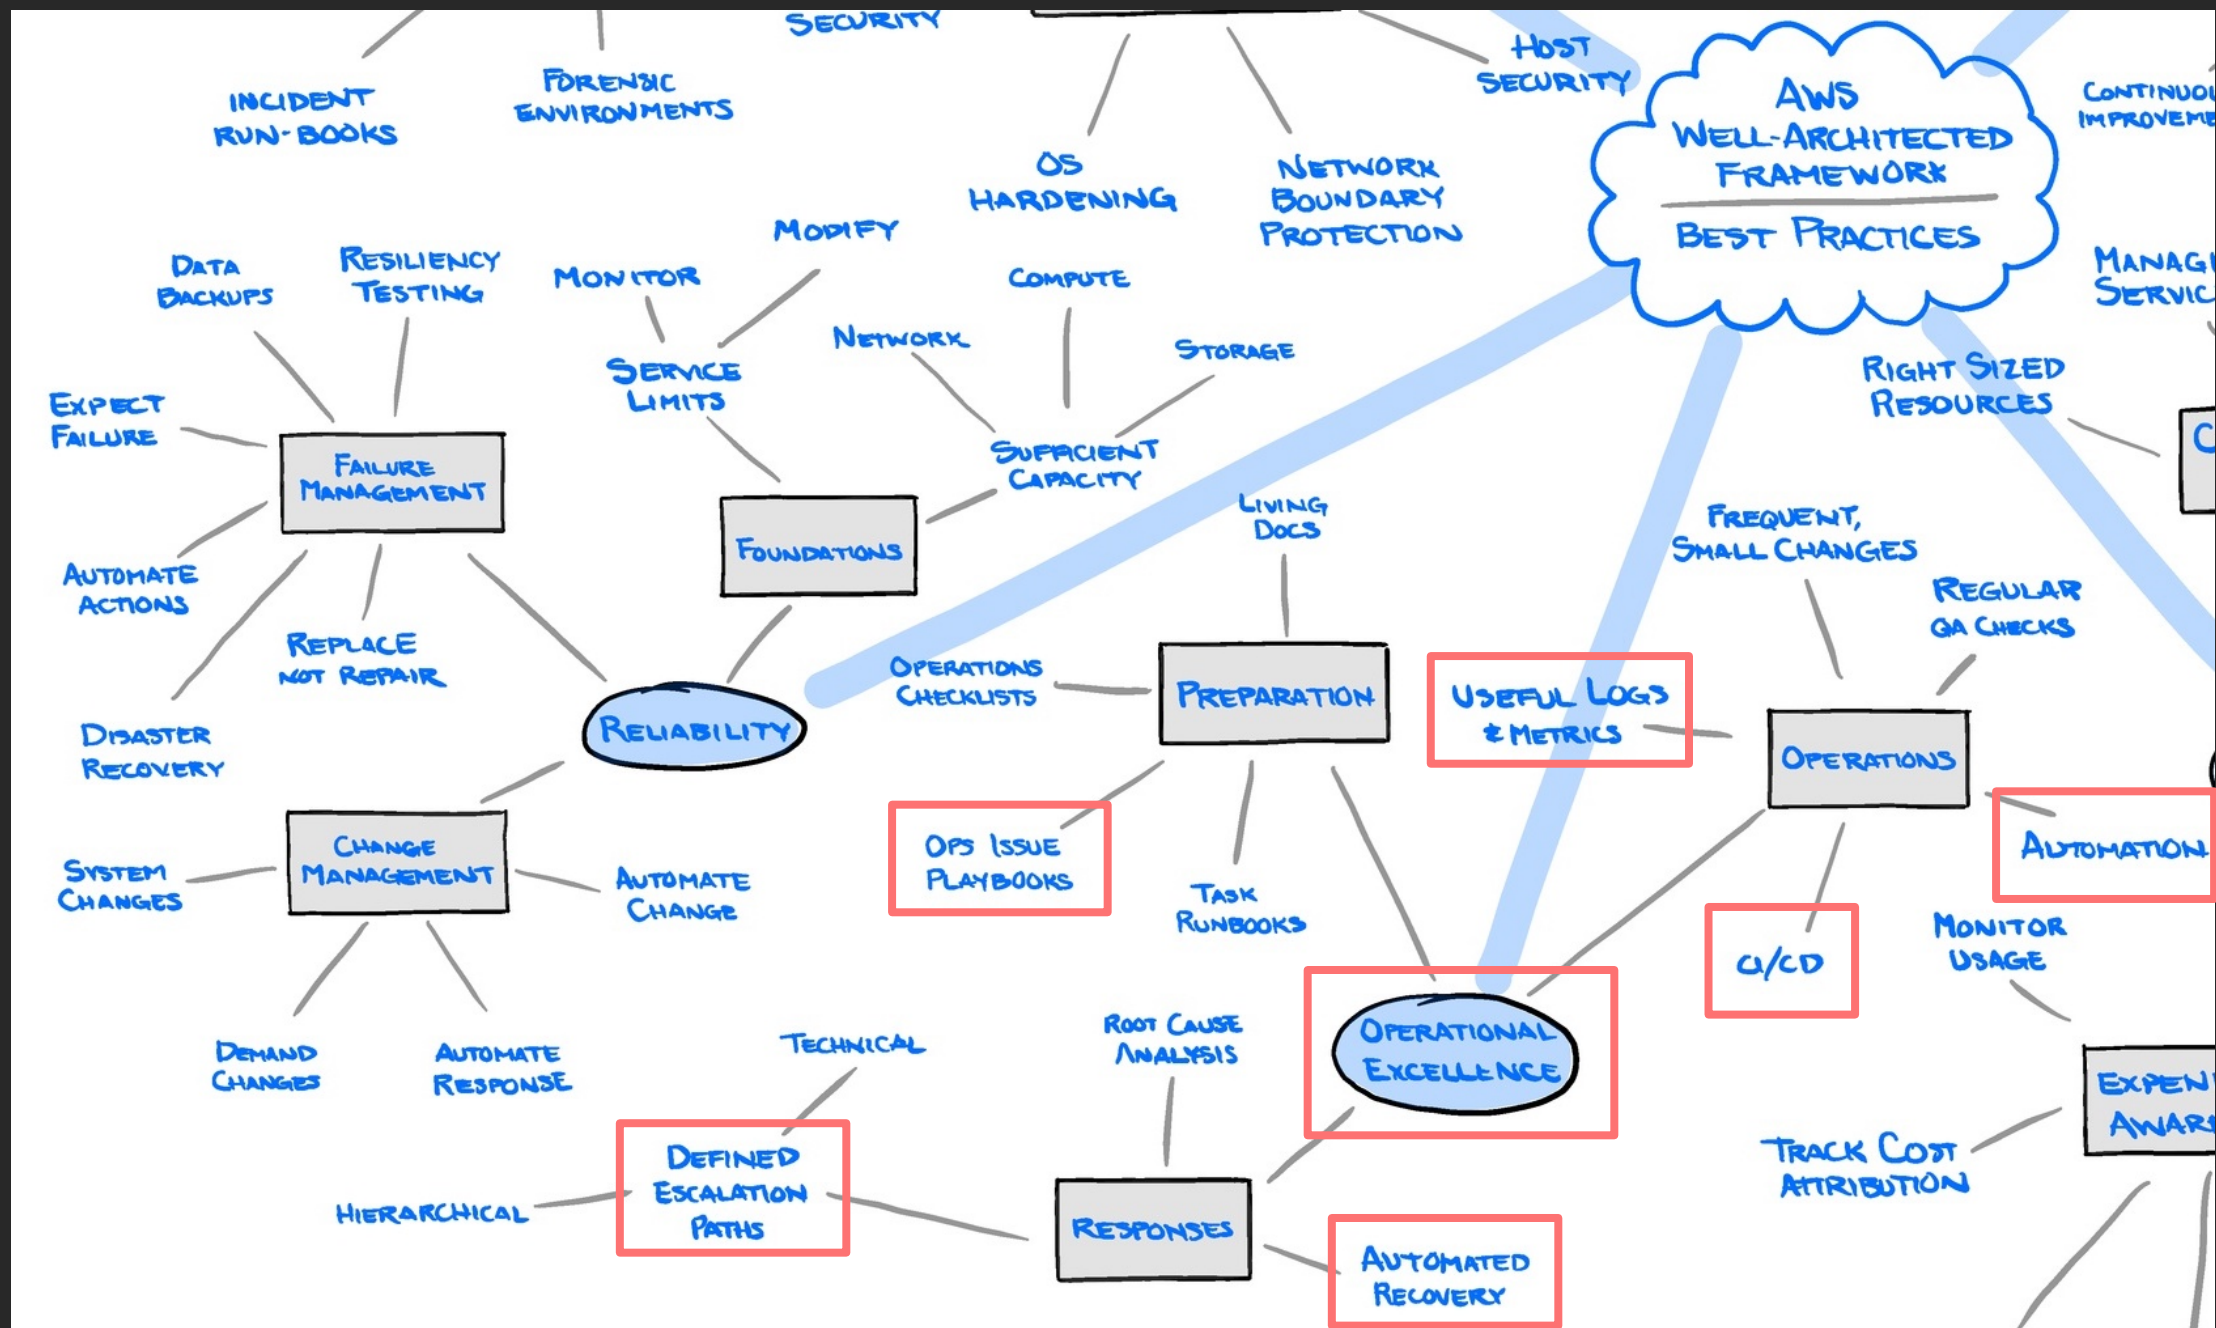 SECURITY
HOST
SECURITY
INCIDENT
RUN-BOOKS
FORENSIC
ENVIRONMENTS
OS
HARDENING
NETWORK
BOUNDARY
PROTECTION
AWS
WELL-ARCHITECTED
FRAMEWORK
BEST PRACTICES
DATA
BACKUPS
RESILIENCY
TESTING
EXPECT
FAILURE
FAILURE
MANAGEMENT
AUTOMATE
ACTIONS
REPLACE
NOT REPAIR
DISASTER
RECOVERY
MONITOR
MODIFY
SERVICE
LIMITS
NETWORK
COMPUTE
STORAGE
SUFFICIENT
CAPACITY
FOUNDATIONS
RELIABILITY
CHANGE
MANAGEMENT
SYSTEM
CHANGES
AUTOMATE
CHANGE
DEMAND
CHANGES
AUTOMATE
RESPONSE
LIVING
DOCS
OPERATIONS
CHECKLISTS
PREPARATION
OPS ISSUE
PLAYBOOKS
TASK
RUNBOOKS
RIGHT SIZED
RESOURCES
FREQUENT,
SMALL CHANGES
REGULAR
QA CHECKS
USEFUL LOGS
& METRICS
OPERATIONS
AUTOMATION
CI/CD
OPERATIONAL
EXCELLENCE
ROOT CAUSE
ANALYSIS
TECHNICAL
DEFINED
ESCALATION
PATHS
HIERARCHICAL
RESPONSES
AUTOMATED
RECOVERY
MONITOR
USAGE
TRACK COST
ATTRIBUTION